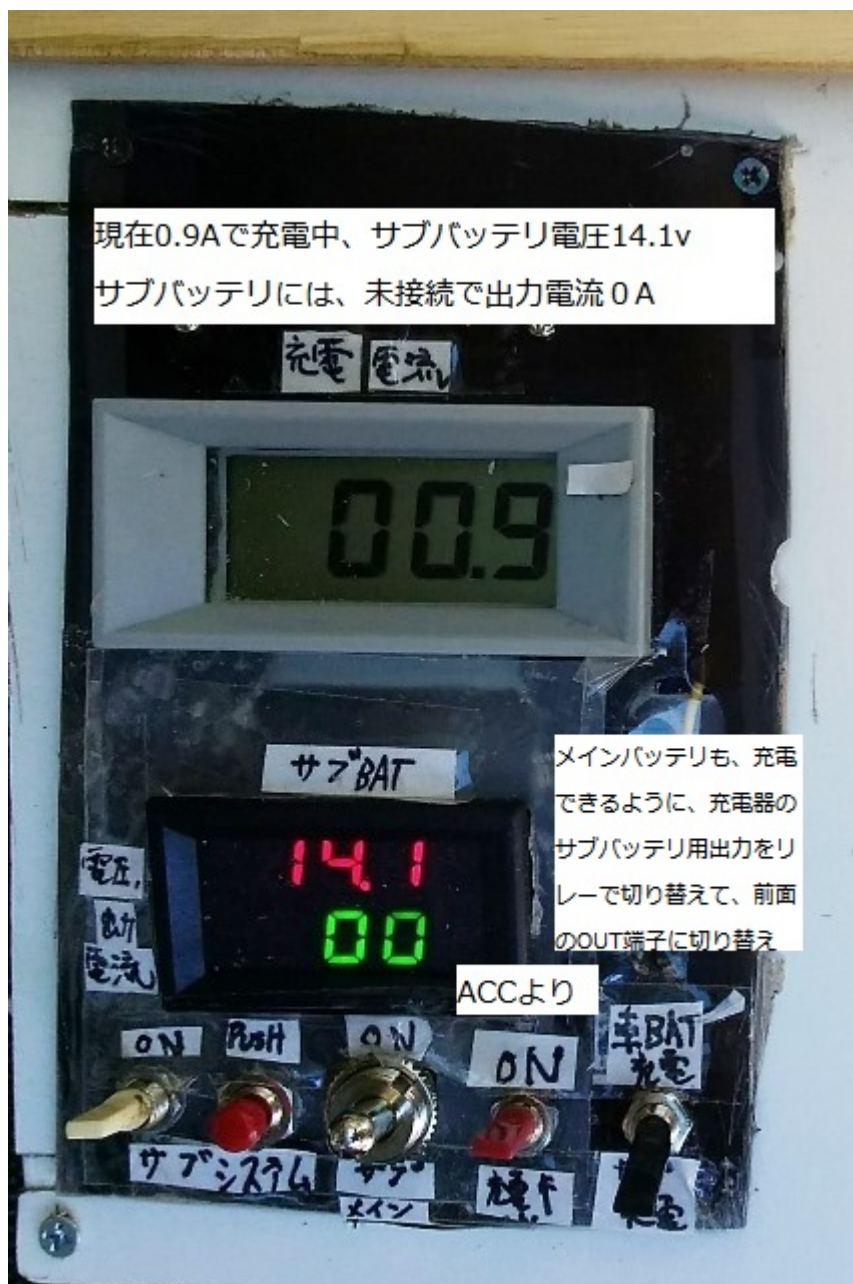 現在0.9Aで充電中、サブバッテリ電圧14.1v
サブバッテリには、未接続で出力電流０A
充電 電流
00.9
サブBAT
メインバッテリも、充電
できるように、充電器の
サブバッテリ用出力をリ
レーで切り替えて、前面
のOUT端子に切り替え
電圧
14.1
出力
電流
00
ACCより
ON
PUSH
ON
ON
車BAT
充電
サブシステム
サブ
メイン
充電